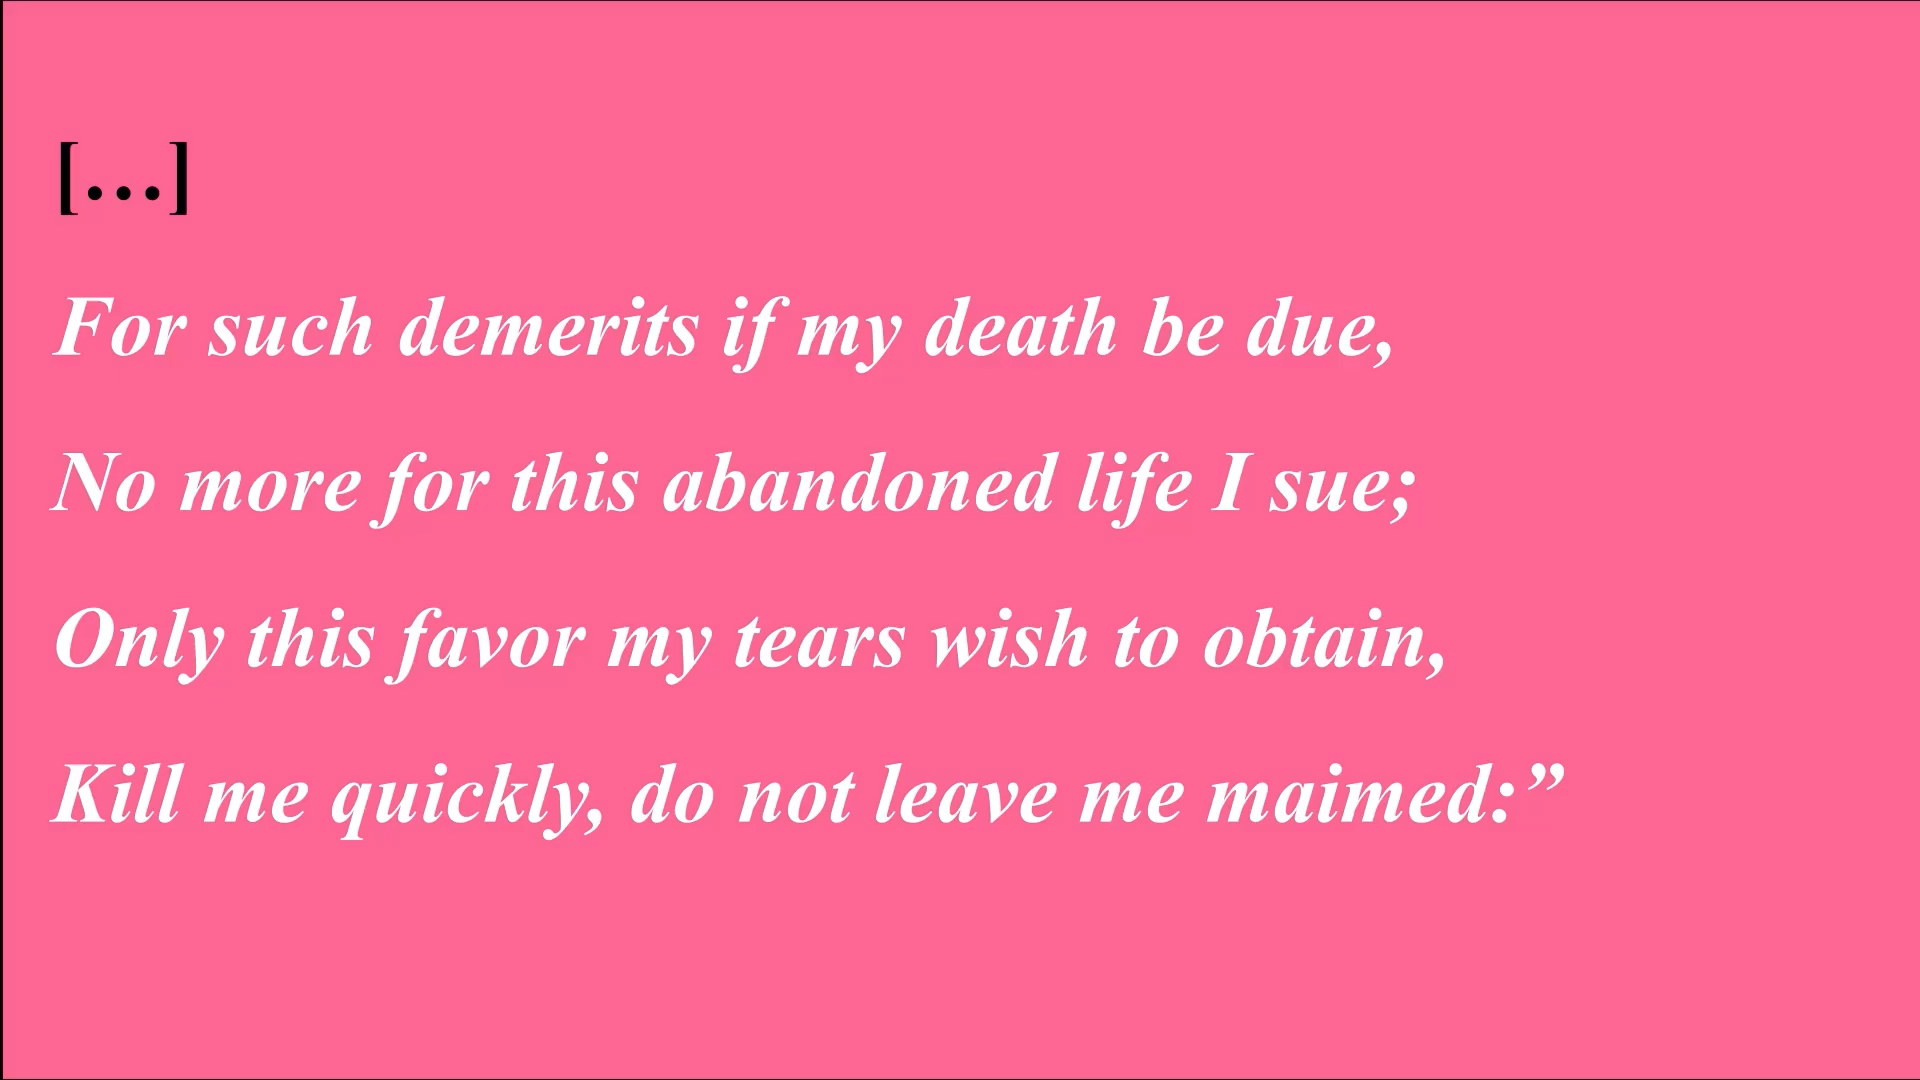 […]
For such demerits if my death be due,
No more for this abandoned life I sue;
Only this favor my tears wish to obtain,
Kill me quickly, do not leave me maimed:”